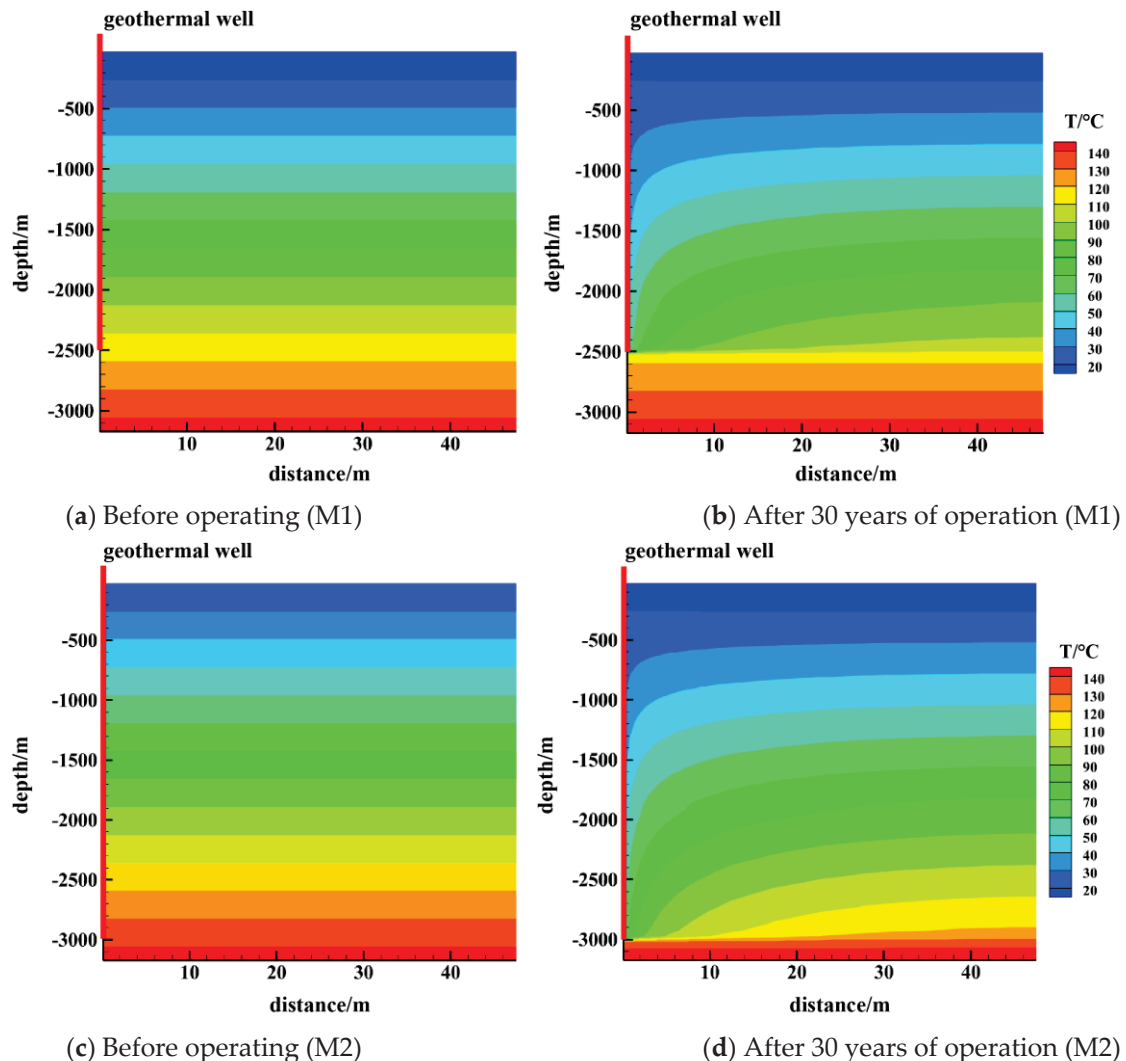 geothermal well
-500
-1000
-1500
-2000
-2500
-3000
depth/m
10 20 30 40
distance/m
(a) Before operating (M1)
geothermal well
-500
-1000
-1500
-2000
-2500
-3000
depth/m
10 20 30 40
distance/m
T/°C
140
130
120
110
100
90
80
70
60
50
40
30
20
(b) After 30 years of operation (M1)
geothermal well
-500
-1000
-1500
-2000
-2500
-3000
depth/m
10 20 30 40
distance/m
(c) Before operating (M2)
geothermal well
-500
-1000
-1500
-2000
-2500
-3000
depth/m
10 20 30 40
distance/m
T/°C
140
130
120
110
100
90
80
70
60
50
40
30
20
(d) After 30 years of operation (M2)